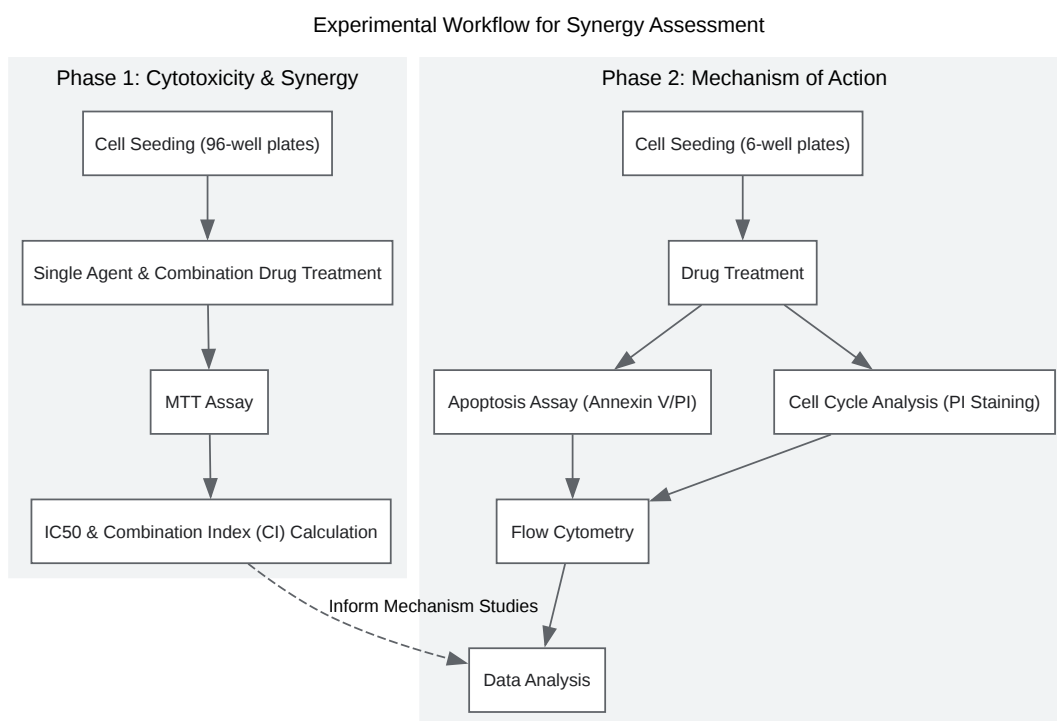 Experimental Workflow for Synergy Assessment
Phase 1: Cytotoxicity & Synergy
Cell Seeding (96-well plates)
Single Agent & Combination Drug Treatment
MTT Assay
IC50 & Combination Index (CI) Calculation
Inform Mechanism Studies
Phase 2: Mechanism of Action
Cell Seeding (6-well plates)
Drug Treatment
Apoptosis Assay (Annexin V/PI)
Cell Cycle Analysis (PI Staining)
Flow Cytometry
Data Analysis